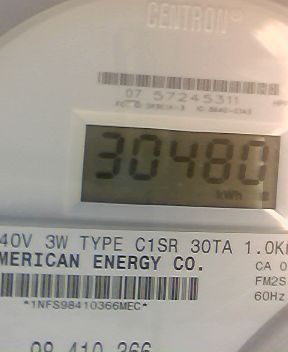 CENTRON®
07 57245311
30480
kWh
40V 3W TYPE C1SR 30TA 1.0K
MERICAN ENERGY CO.
CA 0
FM2S
60Hz
*1NFS98410366MEC*
98 410 366